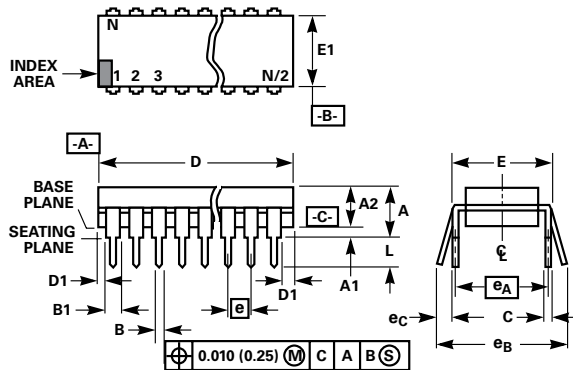 N
E1
INDEX
AREA
1 2 3 N/2
-B-
-A-
D
E
BASE
PLANE
A2
A
-C-
SEATING
PLANE
L
C
L
D1
A1
D1
B1
e
eA
B
eC
C
eB
0.010 (0.25) M C A B S